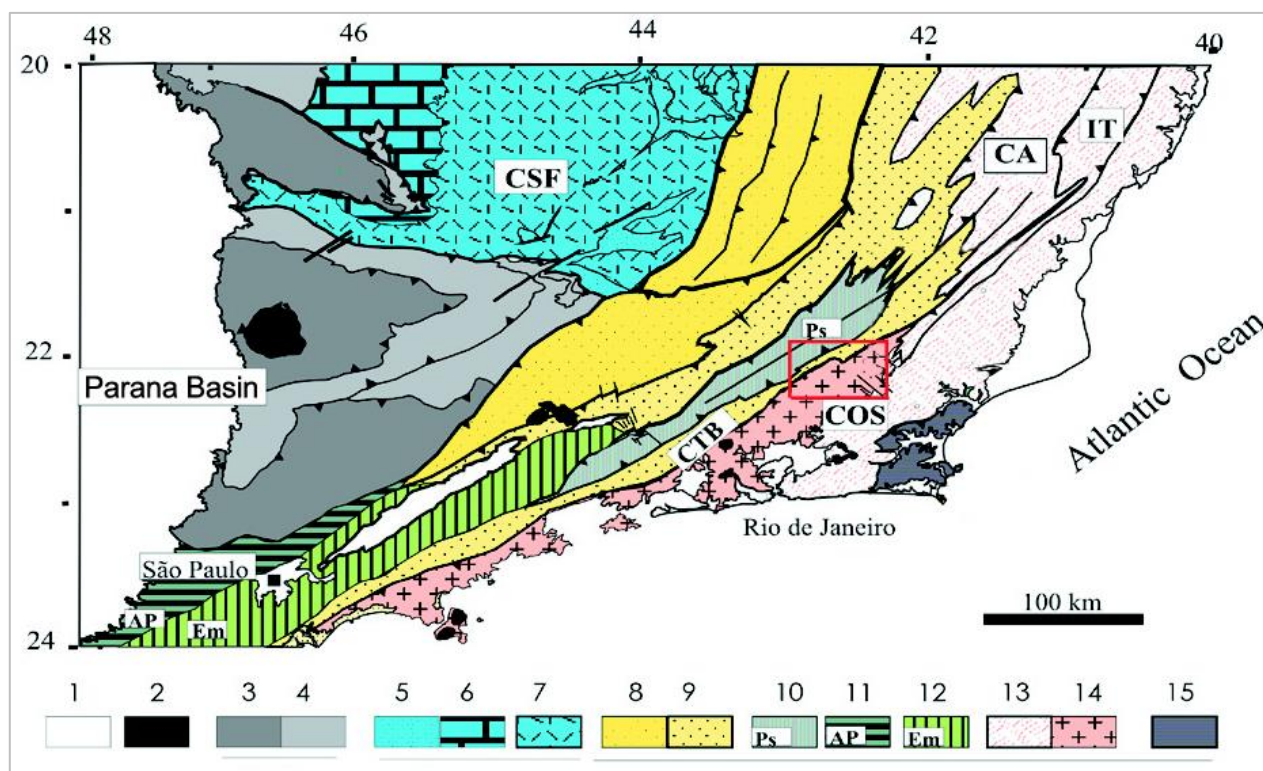 48 46 44 42 40
20
CSF
CA
IT
22
Ps
Parana Basin
COS
CTB
Atlantic Ocean
Rio de Janeiro
São Paulo
100 km
AP
Em
24
1 2 3 4 5 6 7 8 9 10 11 12 13 14 15
Ps AP Em